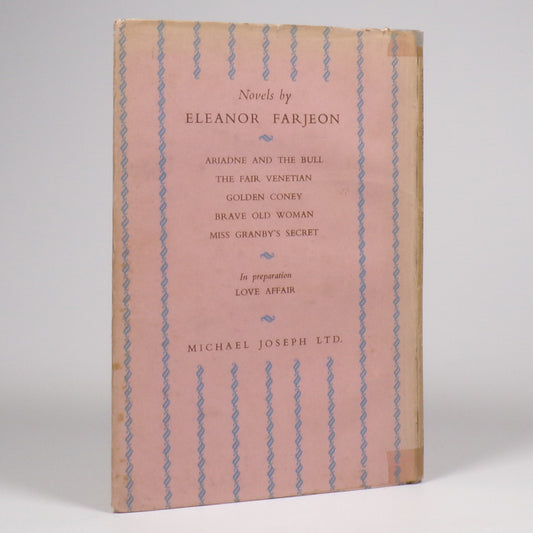 Novels by
ELEANOR FARJEON
ARIADNE AND THE BULL
THE FAIR VENETIAN
GOLDEN CONEY
BRAVE OLD WOMAN
MISS GRANBY'S SECRET
In preparation
LOVE AFFAIR
MICHAEL JOSEPH LTD.